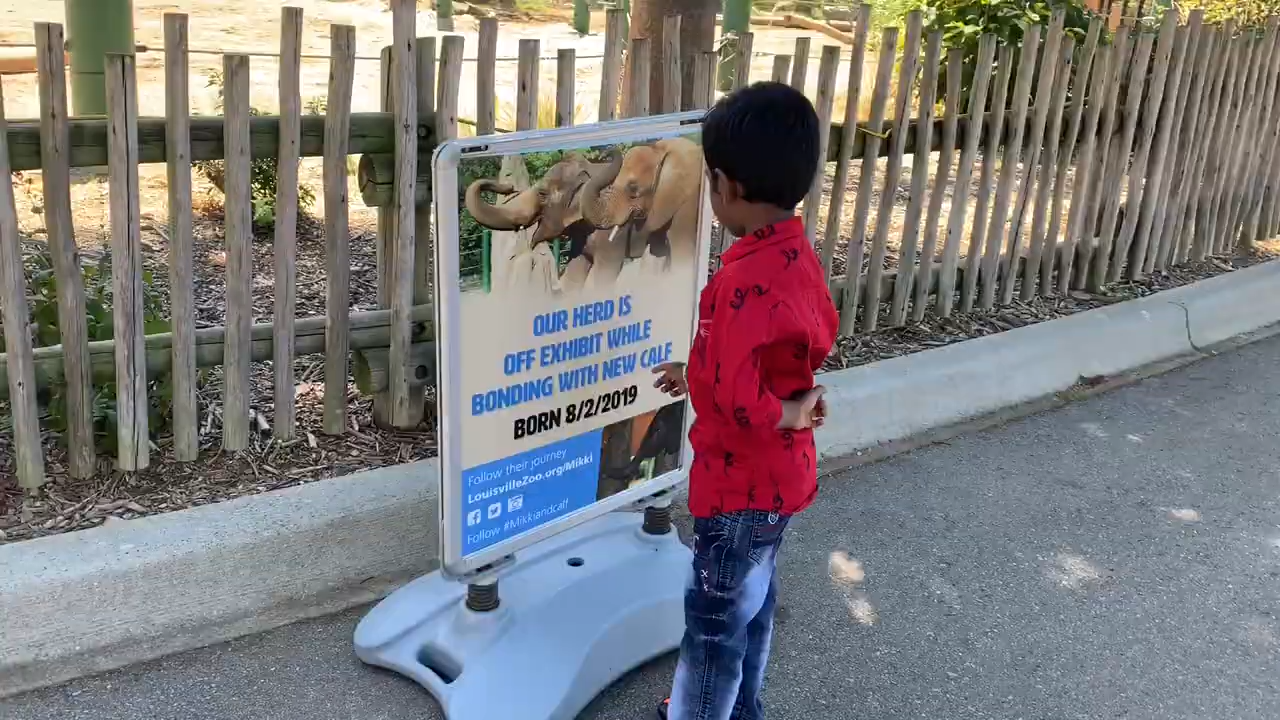 OUR HERD IS
OFF EXHIBIT WHILE
BONDING WITH NEW CALF
BORN 8/2/2019
Follow their journey
LouisvilleZoo.org/Mikki
Follow #Mikkiandcalf